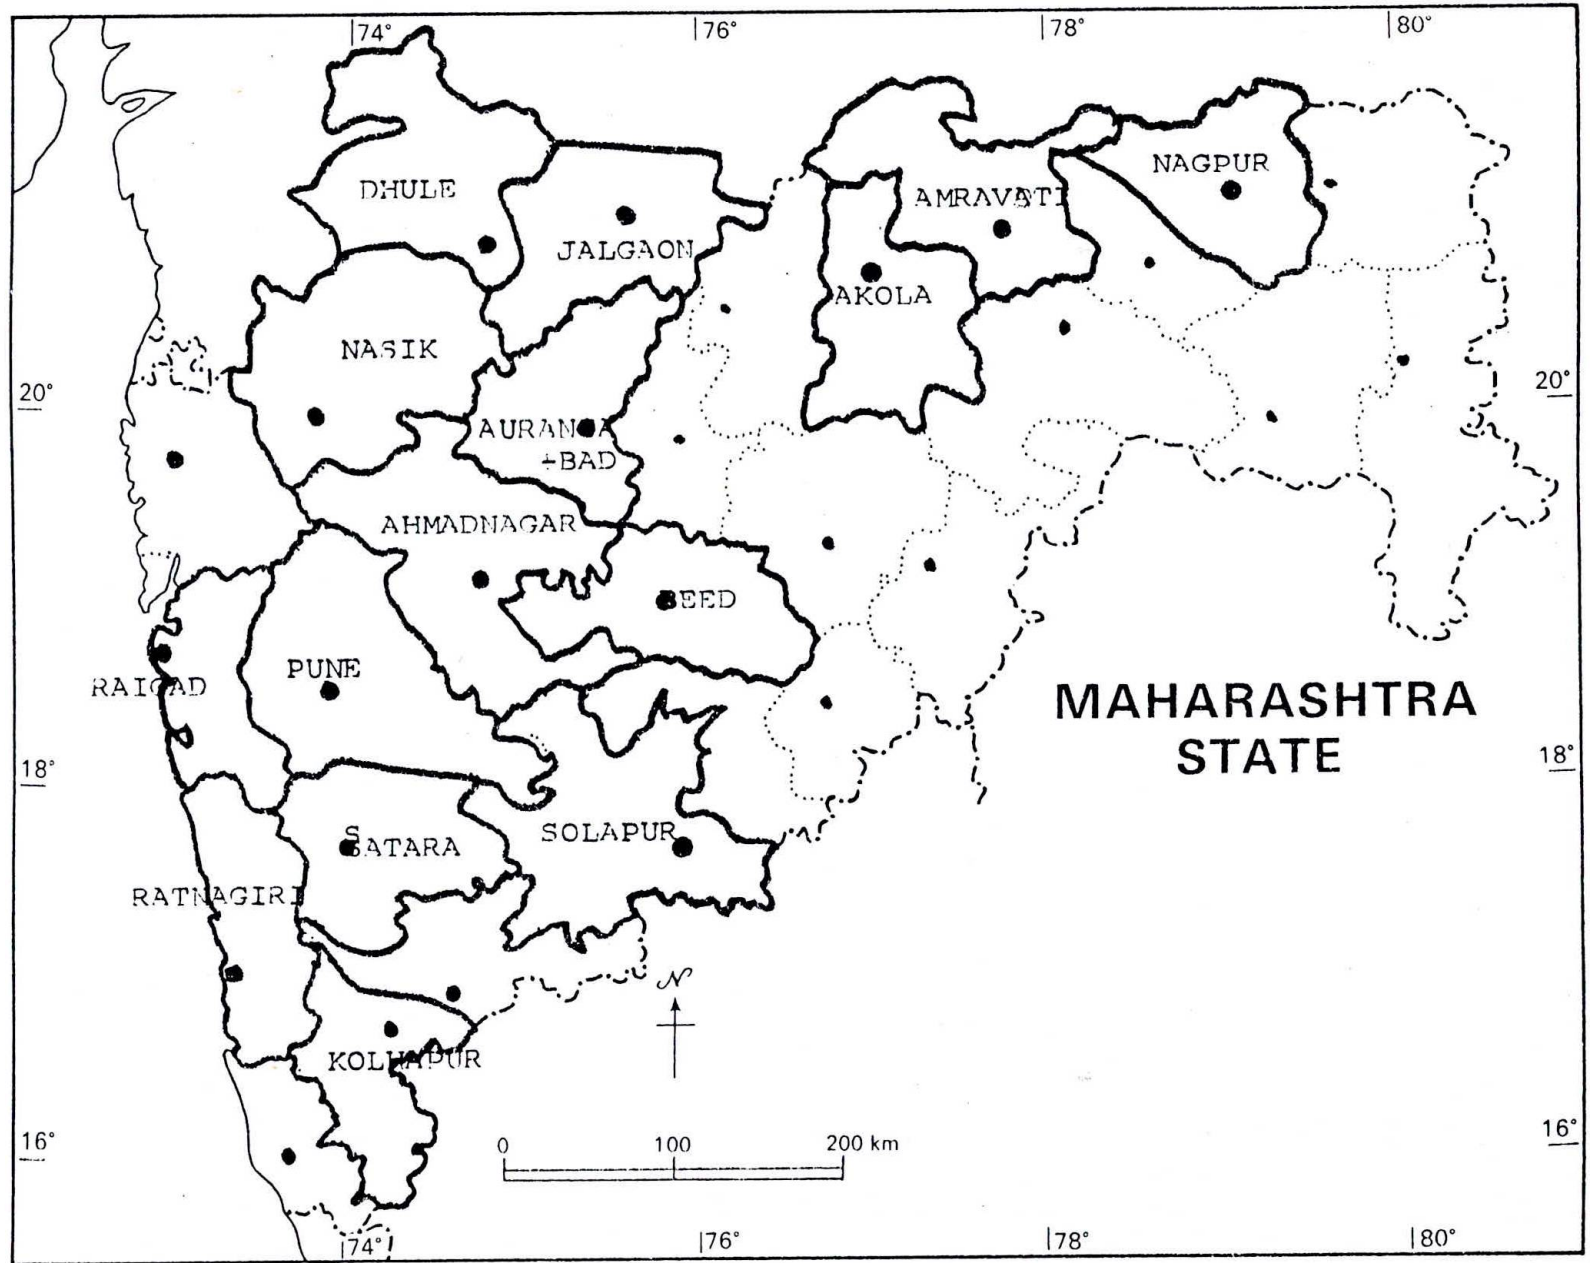 74° 76° 78° 80°
DHULE
JALGAON
AMRAVATI
NAGPUR
AKOLA
NASIK
20° 20°
AURANGA
+BAD
AHMADNAGAR
BEED
PUNE
RAIGAD
MAHARASHTRA
STATE
18° 18°
S
SATARA
SOLAPUR
RATNAGIRI
N
KOLHAPUR
0 100 200 km
16° 16°
74° 76° 78° 80°